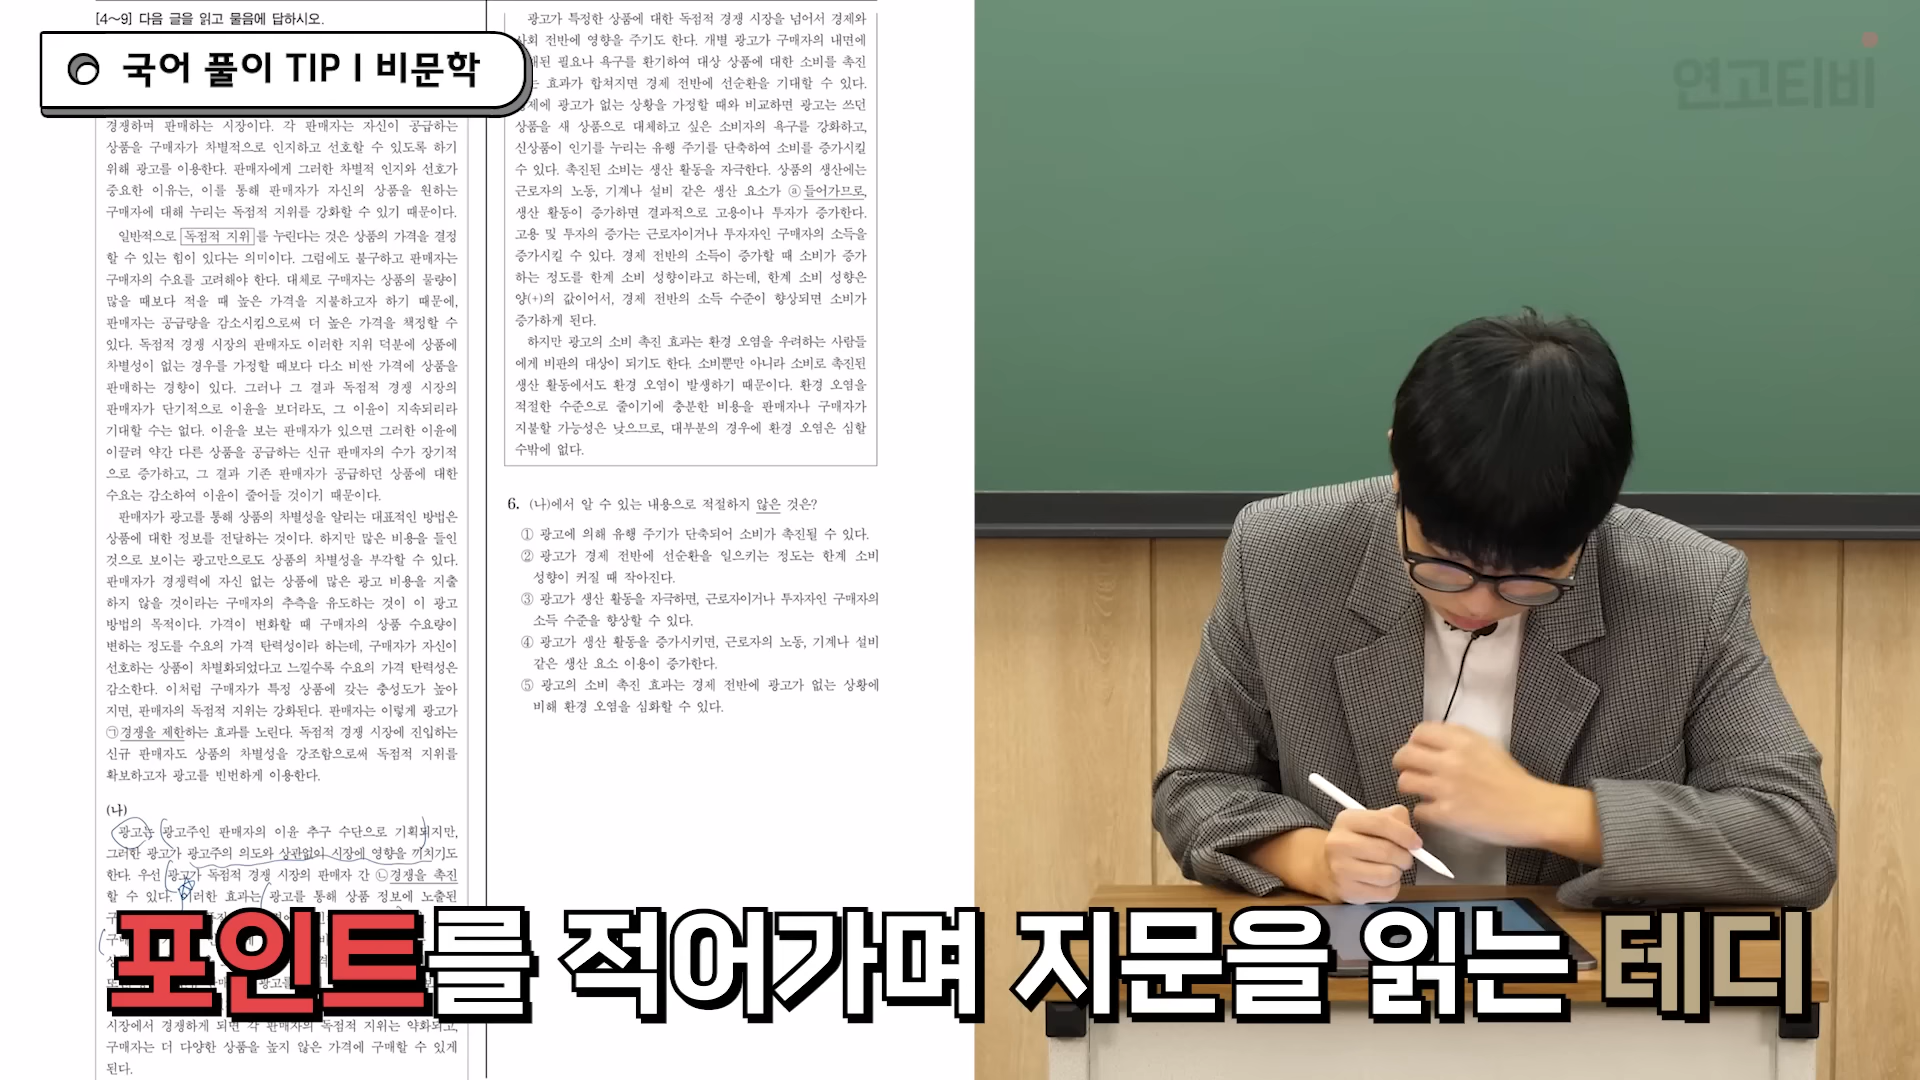 [4~9] 다음 글을 읽고 물음에 답하시오.
국어 풀이 TIP I 비문학
경쟁하며 판매하는 시장이다. 각 판매자는 자신이 공급하는
상품을 구매자가 차별적으로 인지하고 선호할 수 있도록 하기
위해 광고를 이용한다. 판매자에게 그러한 차별적 인지와 선호가
중요한 이유는, 이를 통해 판매자가 자신의 상품을 원하는
구매자에 대해 누리는 독점적 지위를 강화할 수 있기 때문이다.
일반적으로 독점적 지위를 누린다는 것은 상품의 가격을 결정
할 수 있는 힘이 있다는 의미이다. 그럼에도 불구하고 판매자는
구매자의 수요를 고려해야 한다. 대체로 구매자는 상품의 물량이
많을 때보다 적을 때 높은 가격을 지불하고자 하기 때문에,
판매자는 공급량을 감소시킴으로써 더 높은 가격을 책정할 수
있다. 독점적 경쟁 시장의 판매자도 이러한 지위 덕분에 상품에
차별성이 없는 경우를 가정할 때보다 다소 비싼 가격에 상품을
판매하는 경향이 있다. 그러나 그 결과 독점적 경쟁 시장의
판매자가 단기적으로 이윤을 보더라도, 그 이윤이 지속되리라
기대할 수는 없다. 이윤을 보는 판매자가 있으면 그러한 이윤에
이끌려 약간 다른 상품을 공급하는 신규 판매자의 수가 장기적
으로 증가하고, 그 결과 기존 판매자가 공급하던 상품에 대한
수요는 감소하여 이윤이 줄어들 것이기 때문이다.
판매자가 광고를 통해 상품의 차별성을 알리는 대표적인 방법은
상품에 대한 정보를 전달하는 것이다. 하지만 많은 비용을 들인
것으로 보이는 광고만으로도 상품의 차별성을 부각할 수 있다.
판매자가 경쟁력에 자신 없는 상품에 많은 광고 비용을 지출
하지 않을 것이라는 구매자의 추측을 유도하는 것이 이 광고
방법의 목적이다. 가격이 변화할 때 구매자의 상품 수요량이
변하는 정도를 수요의 가격 탄력성이라 하는데, 구매자가 자신이
선호하는 상품이 차별화되었다고 느낄수록 수요의 가격 탄력성은
감소한다. 이처럼 구매자가 특정 상품에 갖는 충성도가 높아
지면, 판매자의 독점적 지위는 강화된다. 판매자는 이렇게 광고가
㉠경쟁을 제한하는 효과를 노린다. 독점적 경쟁 시장에 진입하는
신규 판매자도 상품의 차별성을 강조함으로써 독점적 지위를
확보하고자 광고를 빈번하게 이용한다.
(나)
광고는 광고주인 판매자의 이윤 추구 수단으로 기획되지만,
그러한 광고가 광고주의 의도와 상관없이 시장에 영향을 끼치기도
한다. 우선 광고가 독점적 경쟁 시장의 판매자 간 ㉡경쟁을 촉진
할 수 있다. 이러한 효과는 광고를 통해 상품 정보에 노출된
시장에서 경쟁하게 되면 각 판매자의 독점적 지위는 약화되고,
구매자는 더 다양한 상품을 높지 않은 가격에 구매할 수 있게
된다.
광고가 특정한 상품에 대한 독점적 경쟁 시장을 넘어서 경제와
사회 전반에 영향을 주기도 한다. 개별 광고가 구매자의 내면에
된 필요나 욕구를 환기하여 대상 상품에 대한 소비를 촉진
효과가 합쳐지면 경제 전반에 선순환을 기대할 수 있다.
경제에 광고가 없는 상황을 가정할 때와 비교하면 광고는 쓰던
상품을 새 상품으로 대체하고 싶은 소비자의 욕구를 강화하고,
신상품이 인기를 누리는 유행 주기를 단축하여 소비를 증가시킬
수 있다. 촉진된 소비는 생산 활동을 자극한다. 상품의 생산에는
근로자의 노동, 기계나 설비 같은 생산 요소가 ⓐ들어가므로,
생산 활동이 증가하면 결과적으로 고용이나 투자가 증가한다.
고용 및 투자의 증가는 근로자이거나 투자자인 구매자의 소득을
증가시킬 수 있다. 경제 전반의 소득이 증가할 때 소비가 증가
하는 정도를 한계 소비 성향이라고 하는데, 한계 소비 성향은
양(+)의 값이어서, 경제 전반의 소득 수준이 향상되면 소비가
증가하게 된다.
하지만 광고의 소비 촉진 효과는 환경 오염을 우려하는 사람들
에게 비판의 대상이 되기도 한다. 소비뿐만 아니라 소비로 촉진된
생산 활동에서도 환경 오염이 발생하기 때문이다. 환경 오염을
적절한 수준으로 줄이기에 충분한 비용을 판매자나 구매자가
지불할 가능성은 낮으므로, 대부분의 경우에 환경 오염은 심할
수밖에 없다.
6. (나)에서 알 수 있는 내용으로 적절하지 않은 것은?
① 광고에 의해 유행 주기가 단축되어 소비가 촉진될 수 있다.
② 광고가 경제 전반에 선순환을 일으키는 정도는 한계 소비
성향이 커질 때 작아진다.
③ 광고가 생산 활동을 자극하면, 근로자이거나 투자자인 구매자의
소득 수준을 향상할 수 있다.
④ 광고가 생산 활동을 증가시키면, 근로자의 노동, 기계나 설비
같은 생산 요소 이용이 증가한다.
⑤ 광고의 소비 촉진 효과는 경제 전반에 광고가 없는 상황에
비해 환경 오염을 심화할 수 있다.
연고티비
포인트를 적어가며 지문을 읽는 테디